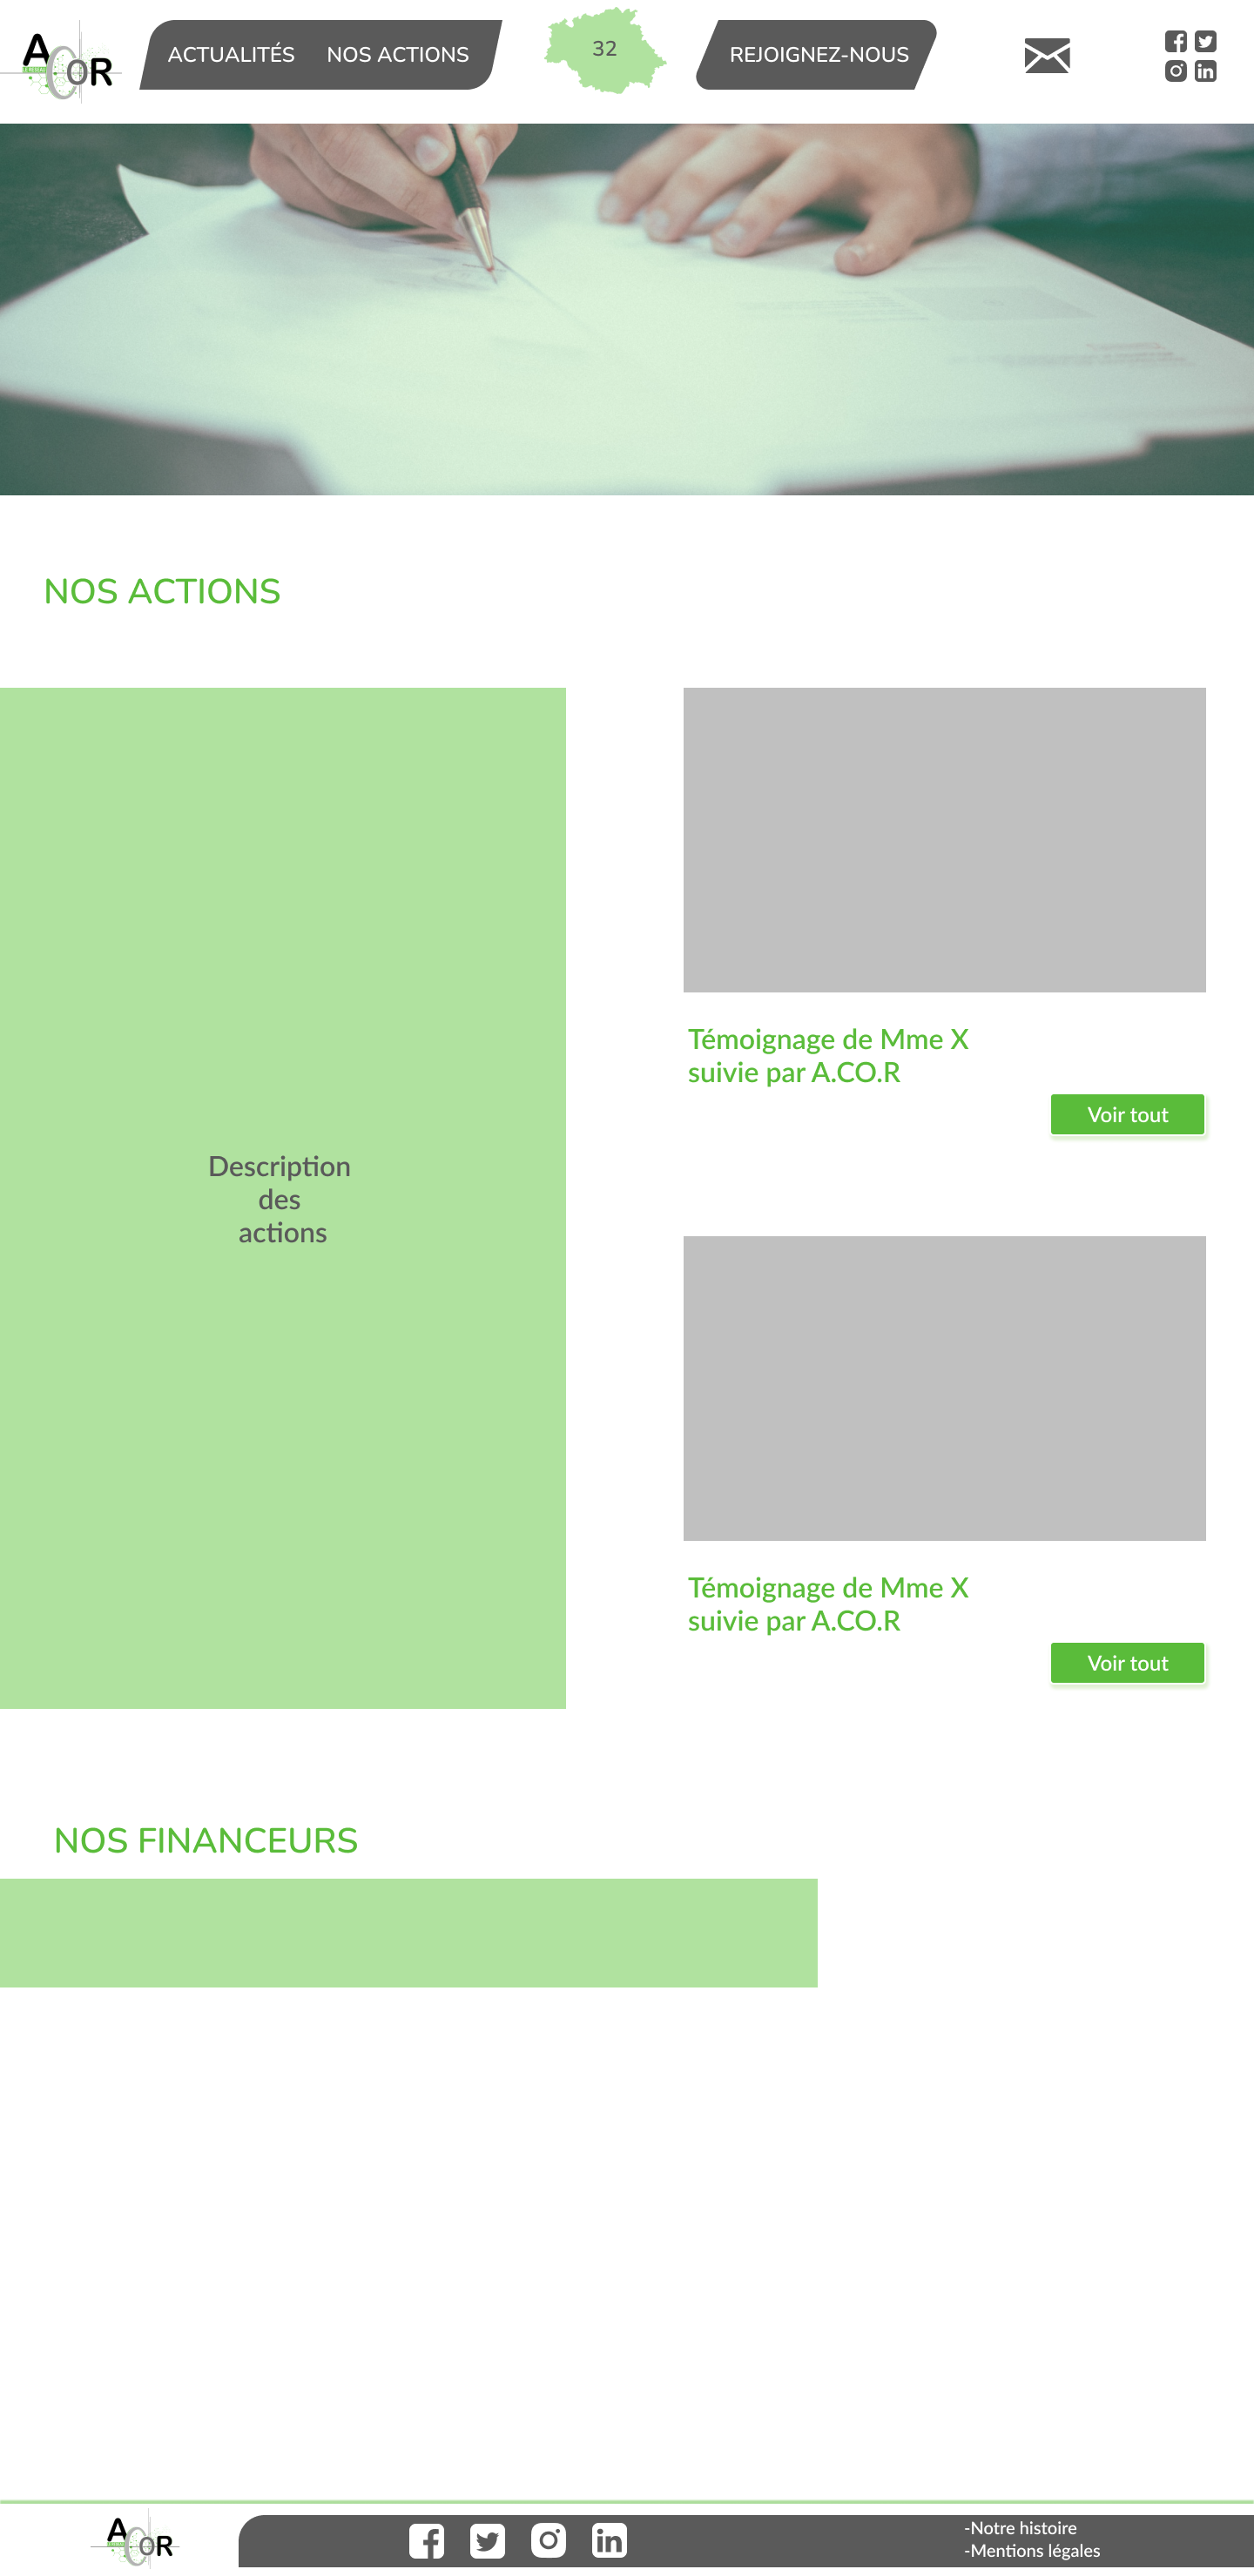 ACOR
ACTUALITÉS NOS ACTIONS
32
REJOIGNEZ-NOUS
NOS ACTIONS
Description
des
actions
Témoignage de Mme X
suivie par A.CO.R
Voir tout
Témoignage de Mme X
suivie par A.CO.R
Voir tout
NOS FINANCEURS
ACOR
-Notre histoire
-Mentions légales